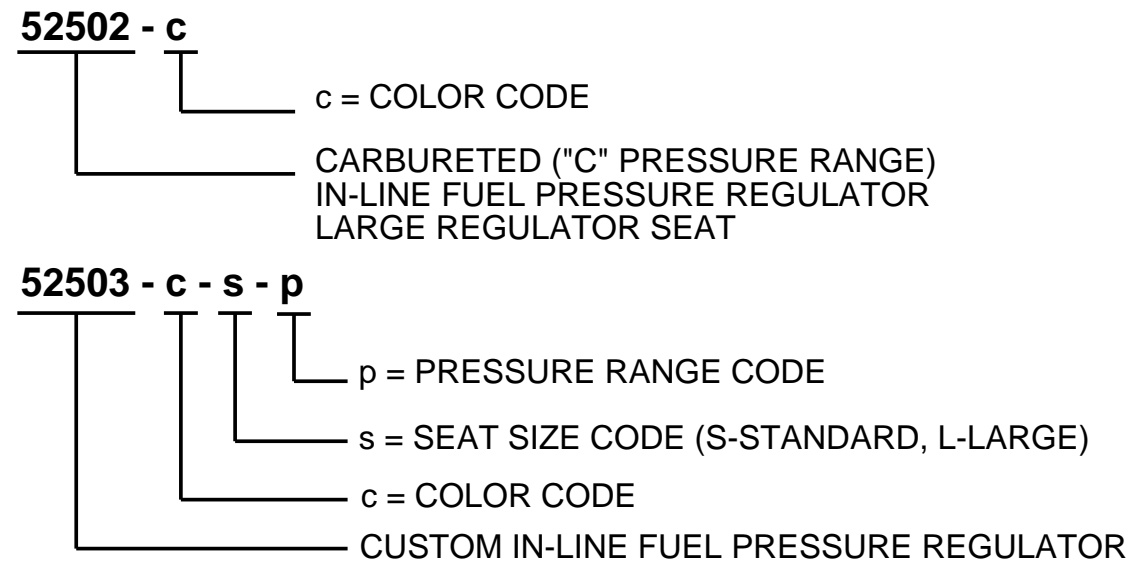 52502 - c
c = COLOR CODE
CARBURETED ("C" PRESSURE RANGE)
IN-LINE FUEL PRESSURE REGULATOR
LARGE REGULATOR SEAT
52503 - c - s - p
p = PRESSURE RANGE CODE
s = SEAT SIZE CODE (S-STANDARD, L-LARGE)
c = COLOR CODE
CUSTOM IN-LINE FUEL PRESSURE REGULATOR